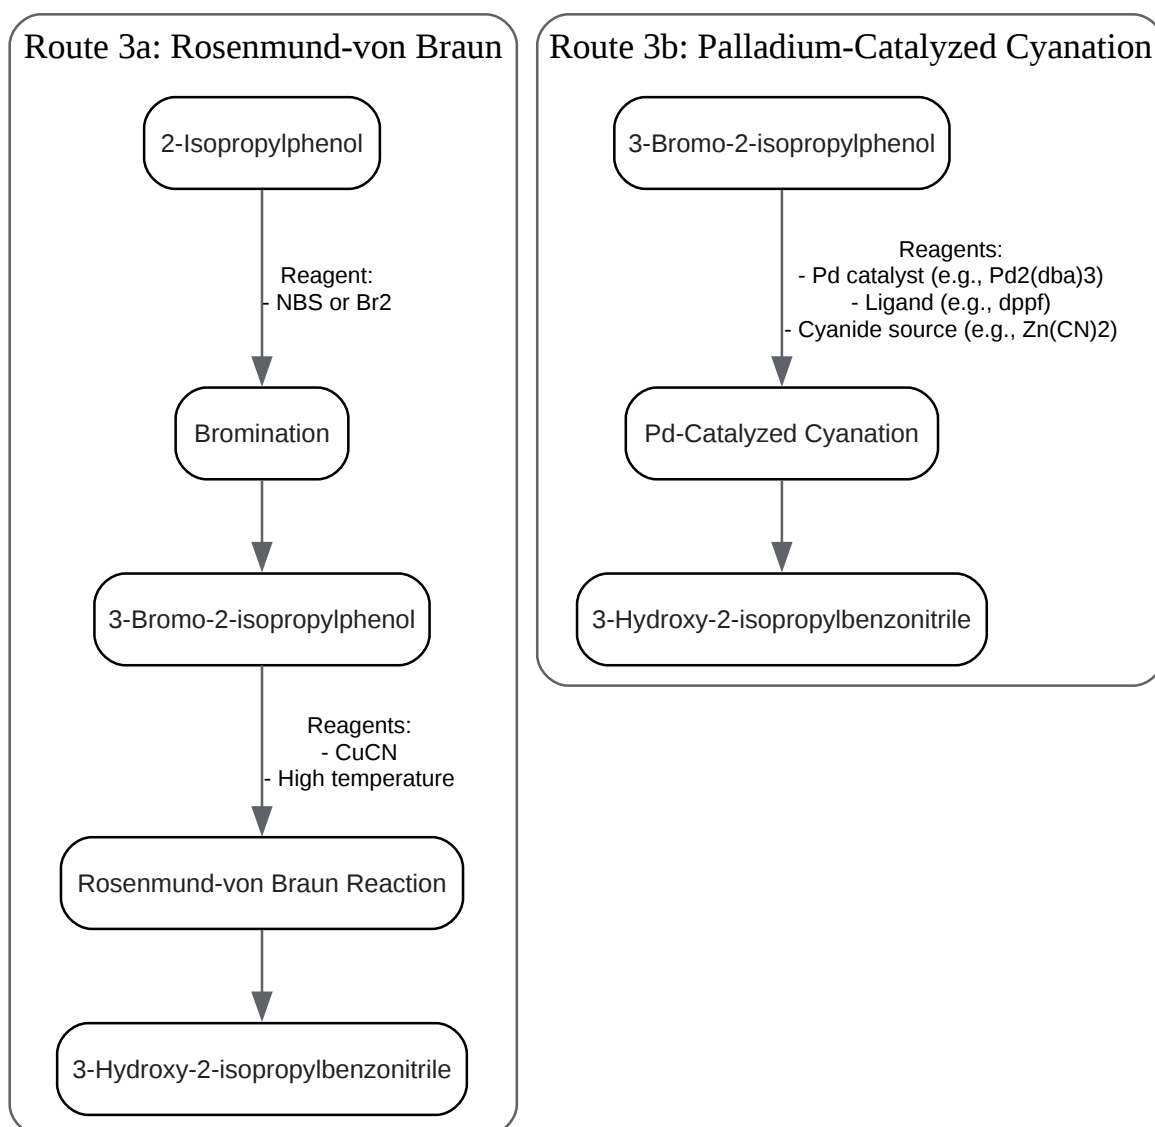 Route 3a: Rosenmund-von Braun
2-Isopropylphenol
Reagent:
- NBS or Br2
Bromination
3-Bromo-2-isopropylphenol
Reagents:
- CuCN
- High temperature
Rosenmund-von Braun Reaction
3-Hydroxy-2-isopropylbenzonitrile
Route 3b: Palladium-Catalyzed Cyanation
3-Bromo-2-isopropylphenol
Reagents:
- Pd catalyst (e.g., Pd2(dba)3)
- Ligand (e.g., dppf)
- Cyanide source (e.g., Zn(CN)2)
Pd-Catalyzed Cyanation
3-Hydroxy-2-isopropylbenzonitrile